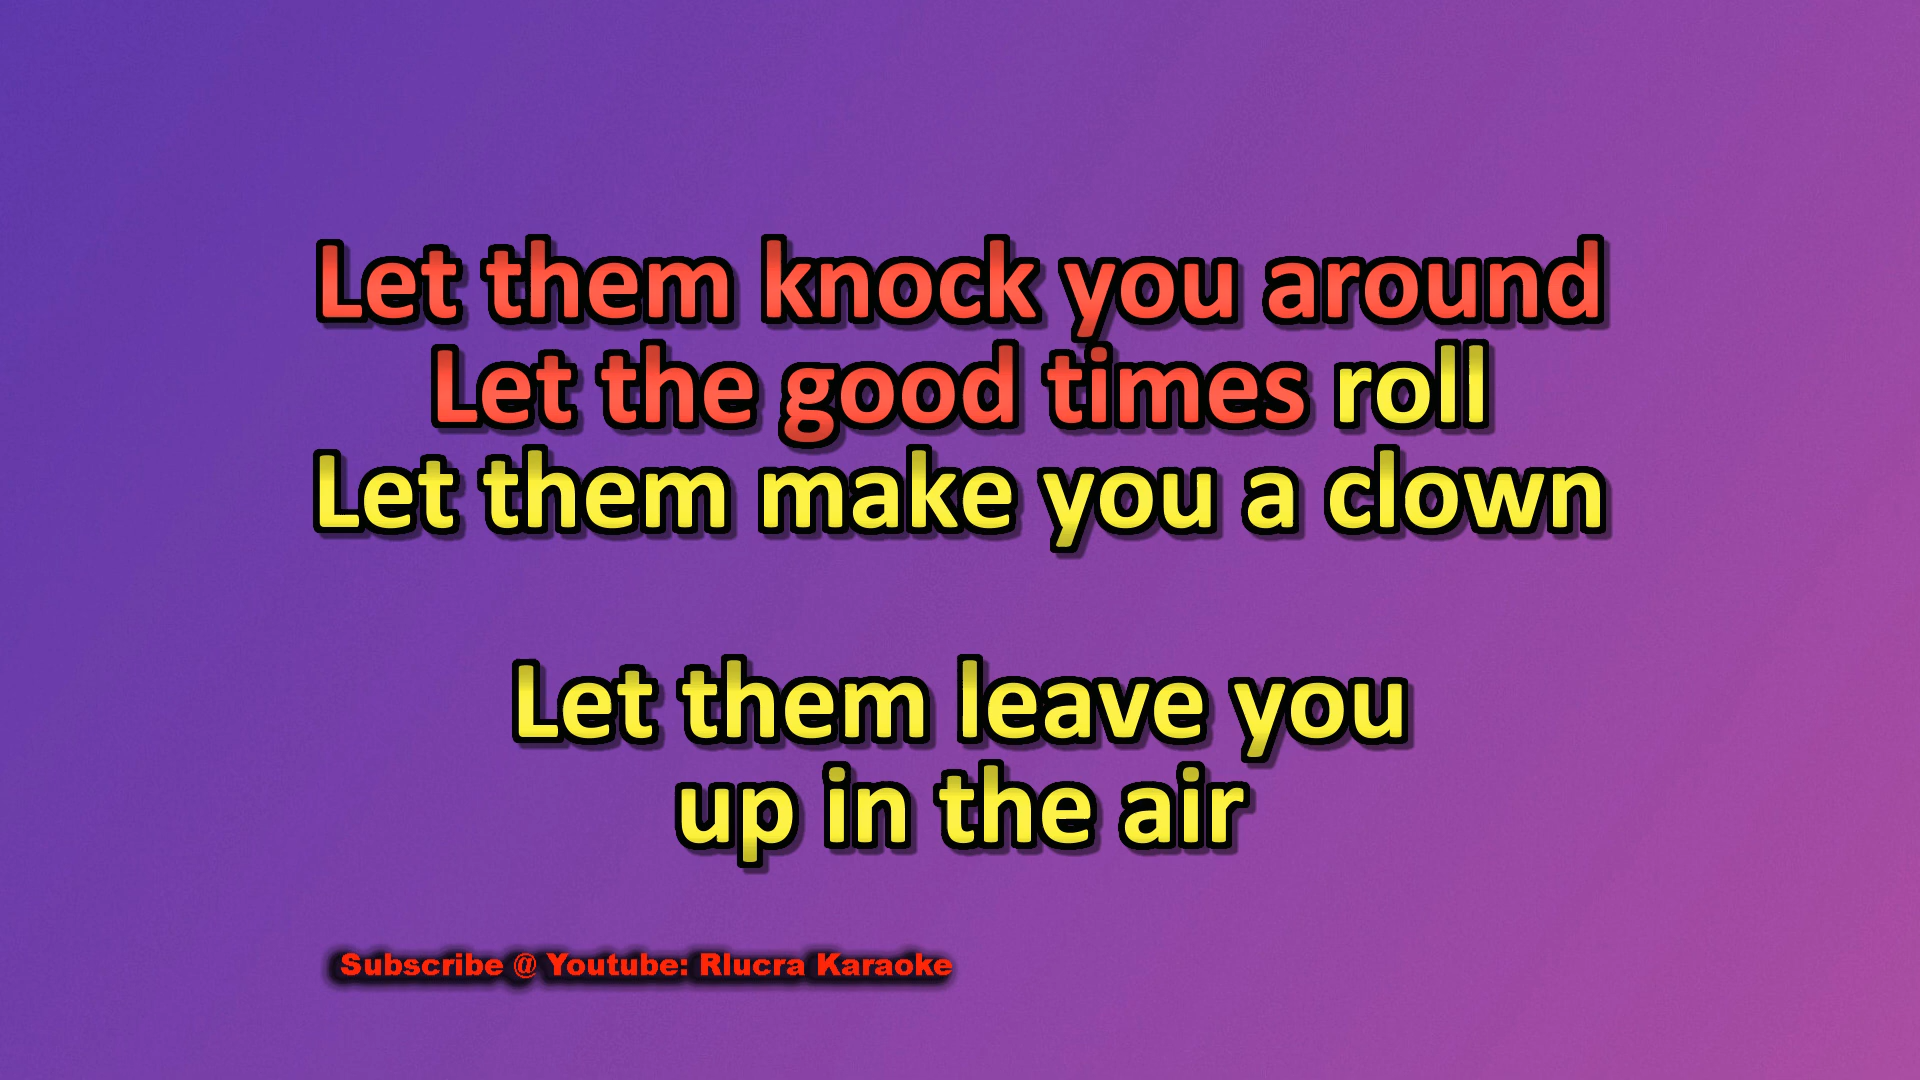 Let them knock you around
Let the good times roll
Let them make you a clown
Let them leave you
up in the air
Subscribe @ Youtube: Rlucra Karaoke